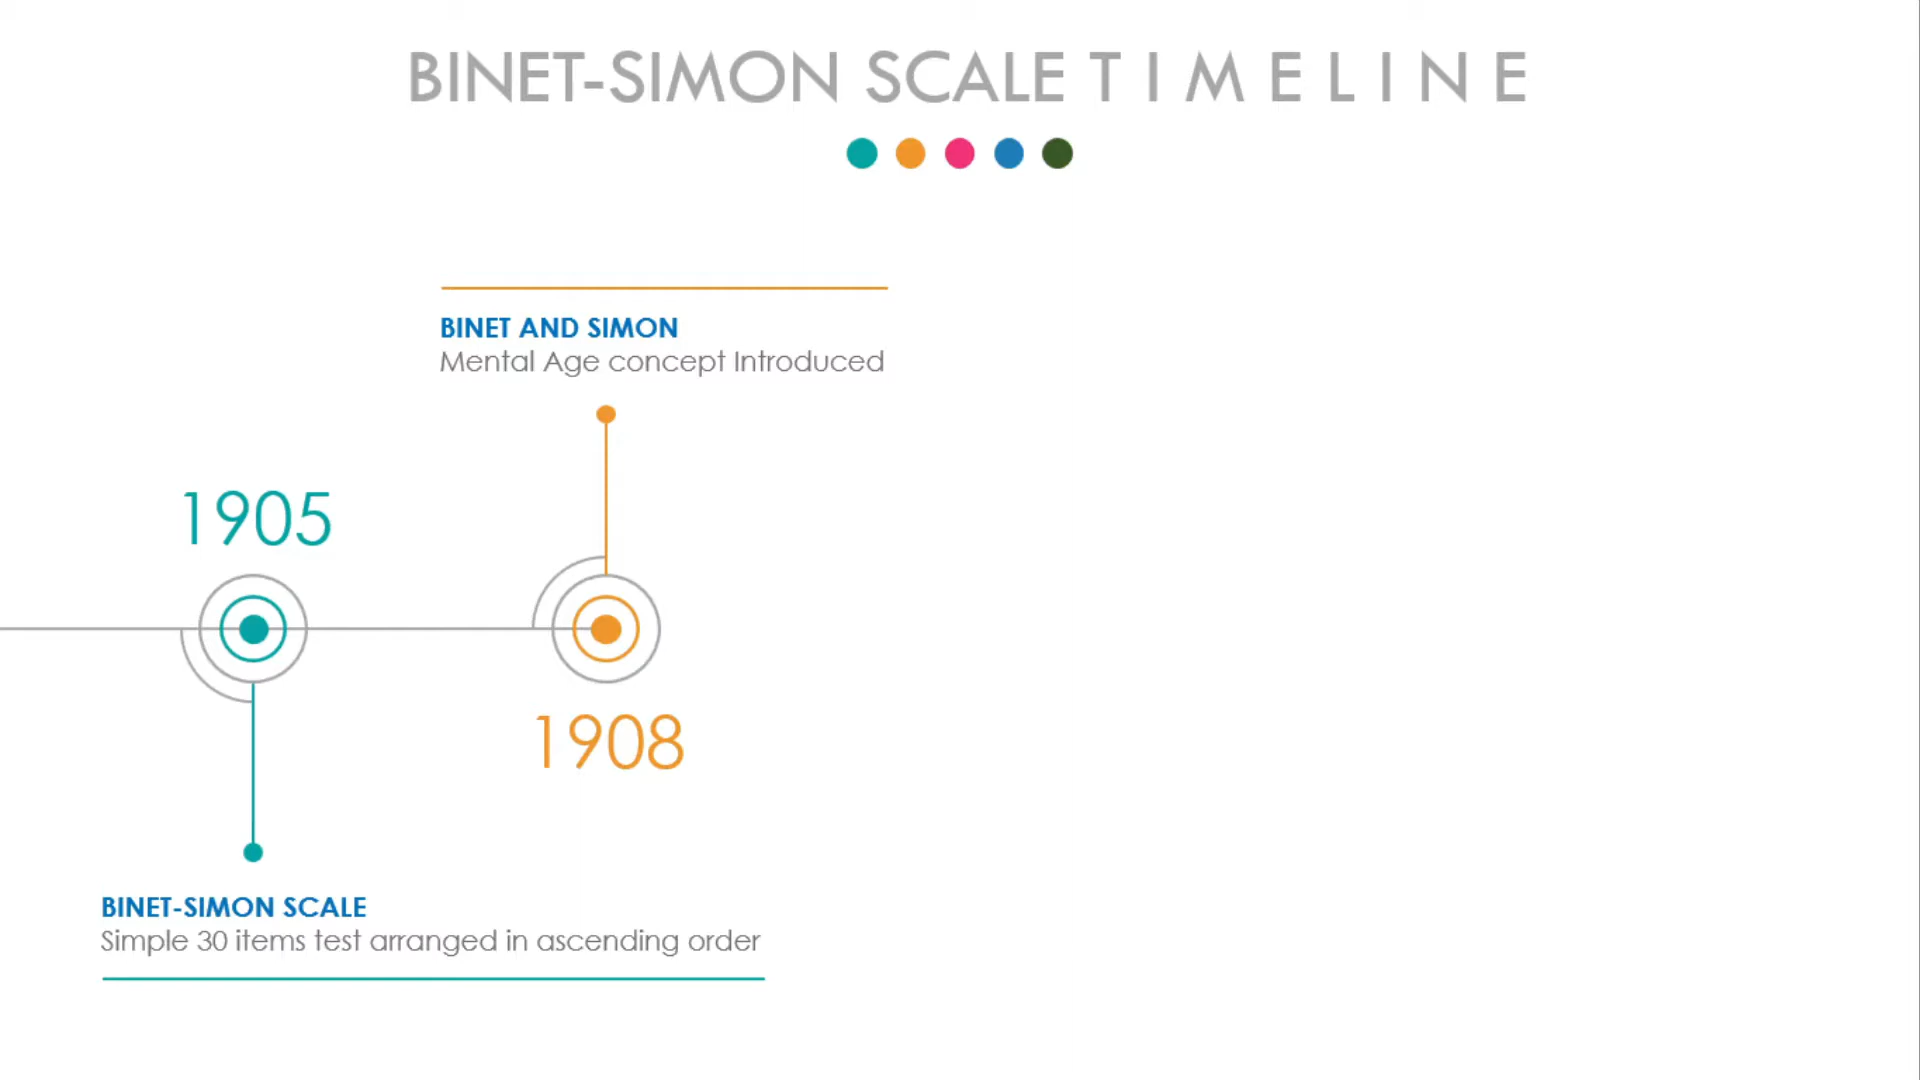 BINET-SIMON SCALE T I M E L I N E
BINET AND SIMON
Mental Age concept Introduced
1905
1908
BINET-SIMON SCALE
Simple 30 items test arranged in ascending order